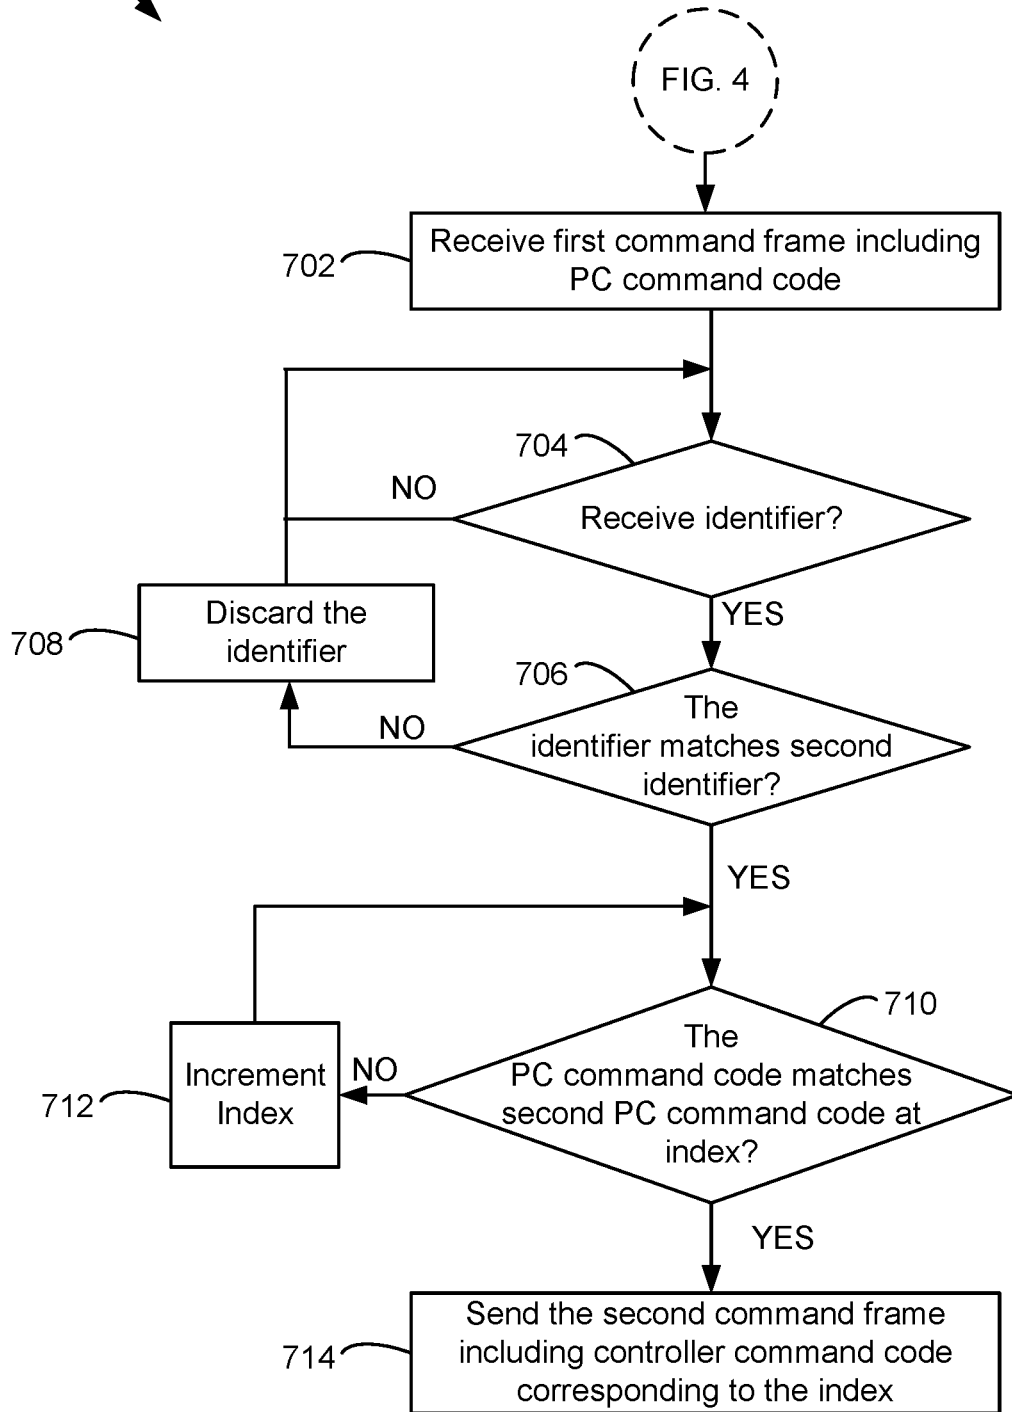 FIG. 4
Receive first command frame including
PC command code
702
704
NO
Receive identifier?
YES
Discard the
identifier
708
706
The
identifier matches second
identifier?
NO
YES
710
The
PC command code matches
second PC command code at
index?
NO
Increment
Index
712
YES
Send the second command frame
including controller command code
corresponding to the index
714